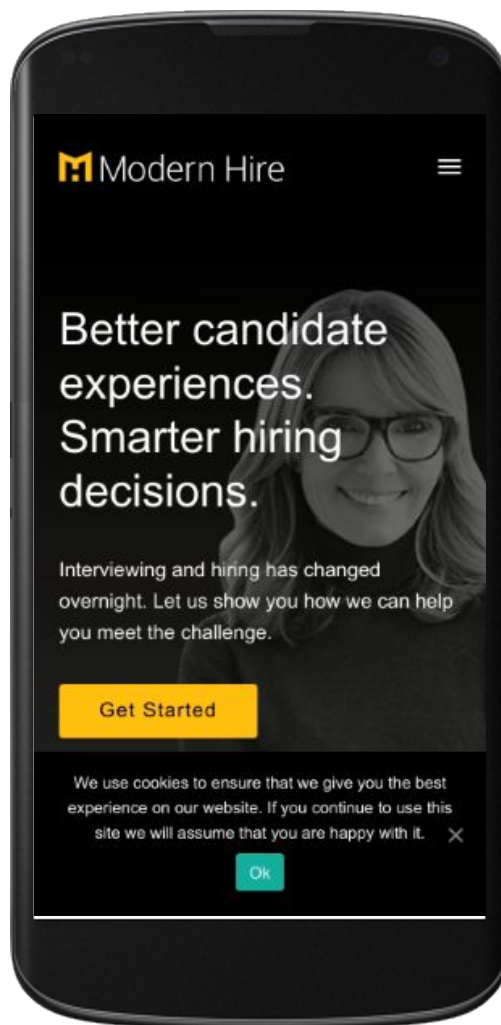 Modern Hire
Better candidate
experiences.
Smarter hiring
decisions.
Interviewing and hiring has changed
overnight. Let us show you how we can help
you meet the challenge.
Get Started
We use cookies to ensure that we give you the best
experience on our website. If you continue to use this
site we will assume that you are happy with it.
Ok